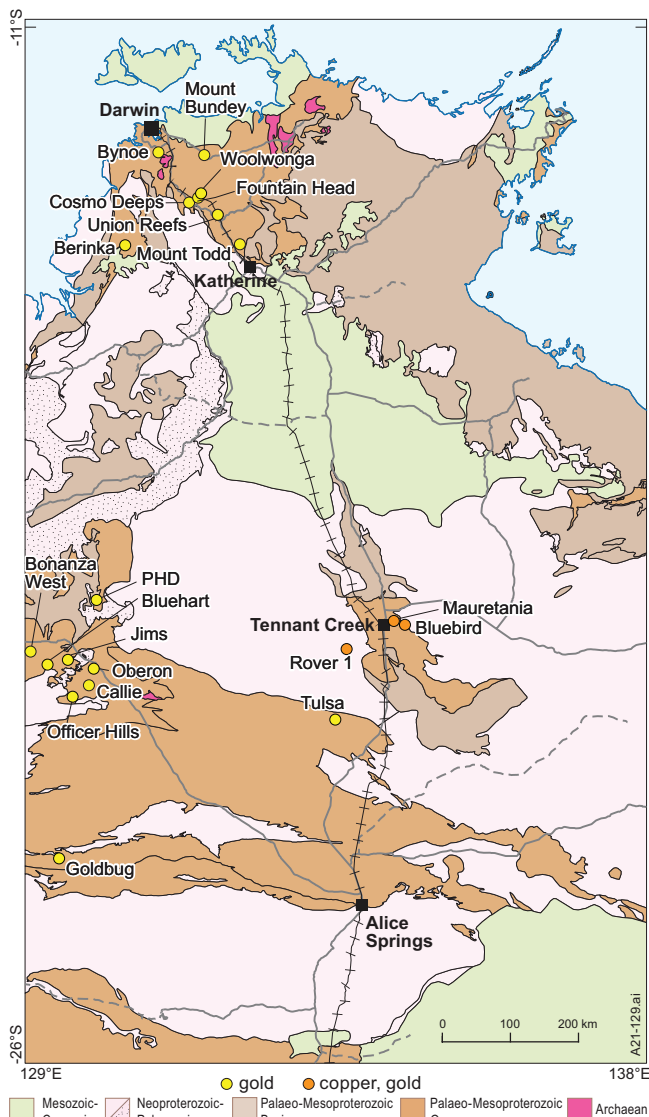 -11°S
Mount
Bundey
Darwin
Bynoe
Woolwonga
Fountain Head
Cosmo Deeps
Union Reefs
Berinka
Mount Todd
Katherine
Bonanza
West
PHD
Bluehart
Jims
Mauretania
Tennant Creek
Bluebird
Rover 1
Oberon
Callie
Tulsa
Officer Hills
Goldbug
Alice
Springs
0 100 200 km
A21-129.ai
-26°S
129°E
138°E
gold
copper, gold
Mesozoic-
Neoproterozoic-
Palaeo-Mesoproterozoic
Palaeo-Mesoproterozoic
Archaean